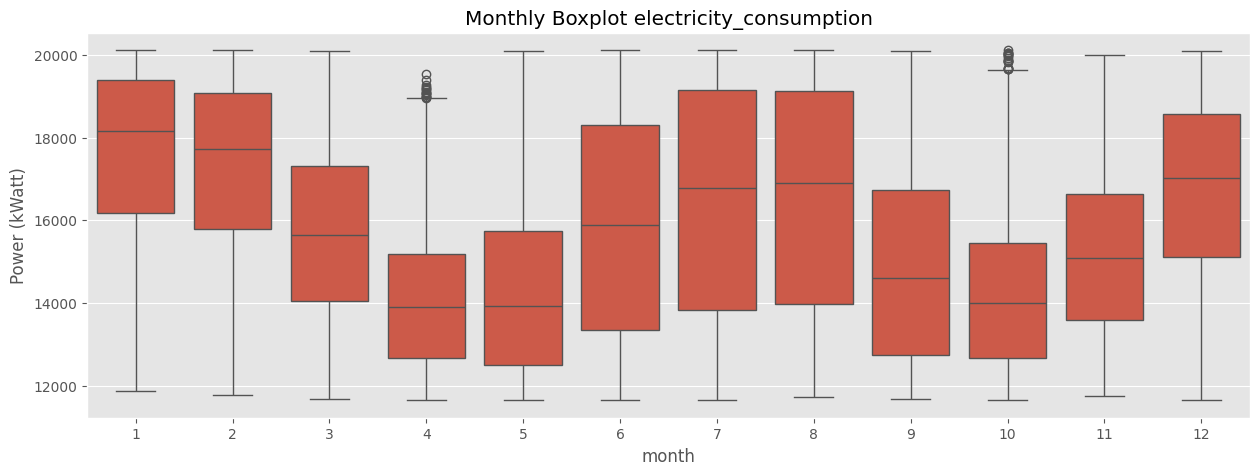 Monthly Boxplot electricity_consumption
Power (kWatt)
20000
18000
16000
14000
12000
1 2 3 4 5 6 7 8 9 10 11 12
month